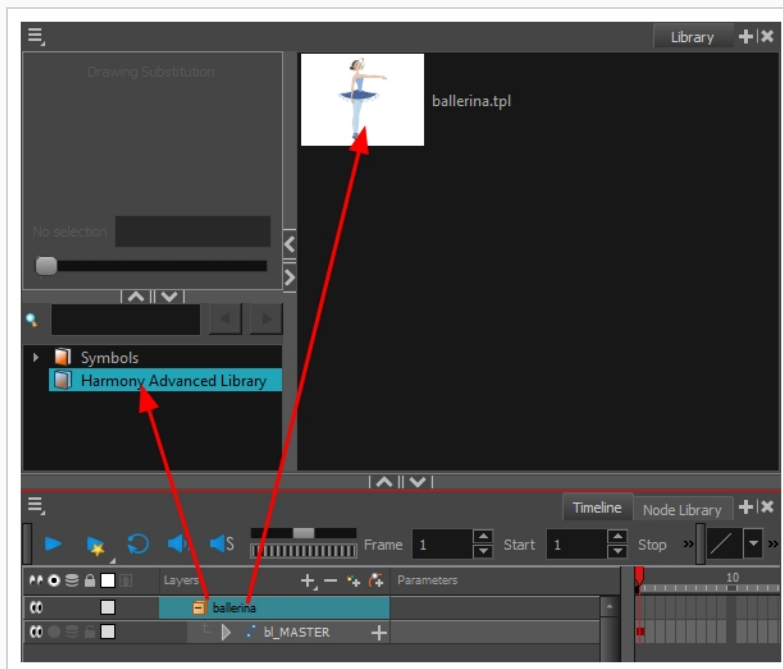 Library
Drawing Substitution
ballerina.tpl
No selection
Symbols
Harmony Advanced Library
Timeline
Node Library
S
Frame 1
Start 1
Stop
Layers
Parameters
10
ballerina
bl_MASTER